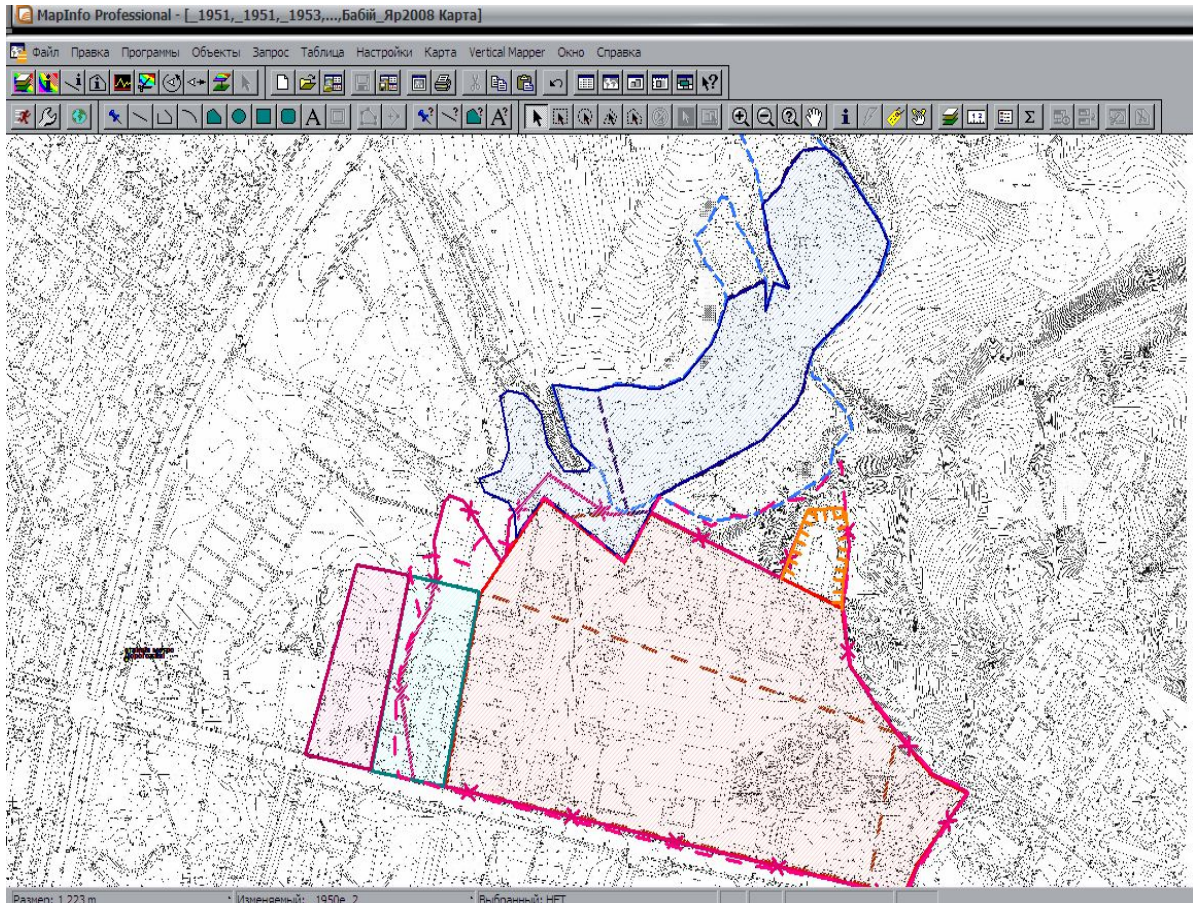 MapInfo Professional - [_1951,_1951,_1953,...,Бабій_Яр2008 Карта]
Файл Правка Программы Объекты Запрос Таблица Настройки Карта Vertical Mapper Окно Справка
Размер: 1 223 m Изменяемый: _1950е_2 Выбранный: НЕТ